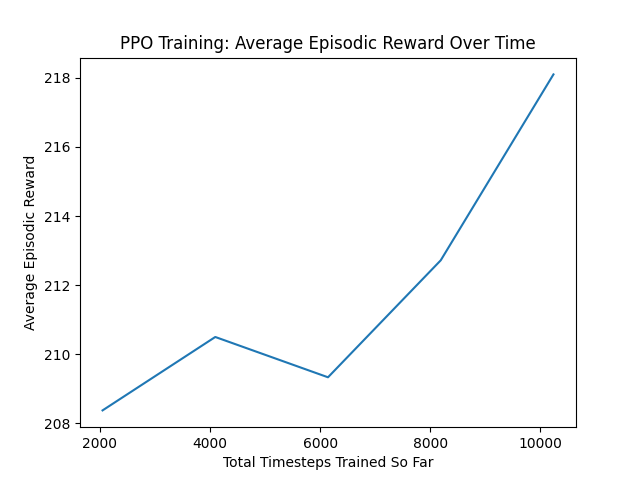 PPO Training: Average Episodic Reward Over Time
218
216
214
212
210
208
Average Episodic Reward
2000 4000 6000 8000 10000
Total Timesteps Trained So Far